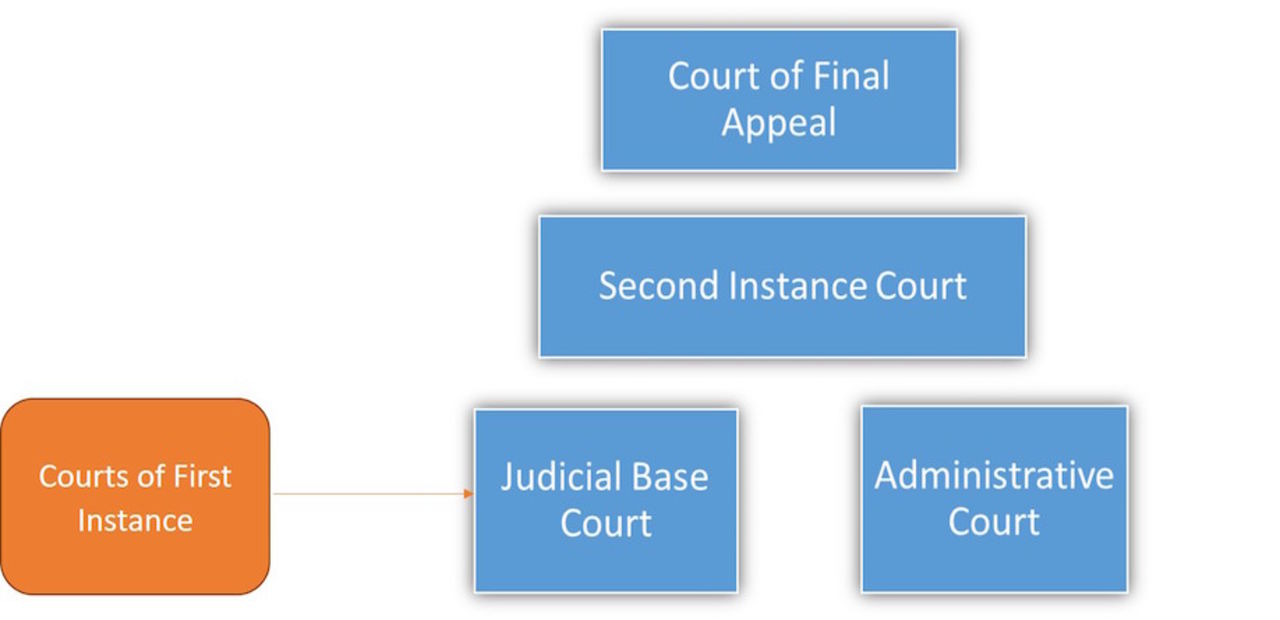 Court of Final
Appeal
Second Instance Court
Courts of First
Instance
Judicial Base
Court
Administrative
Court